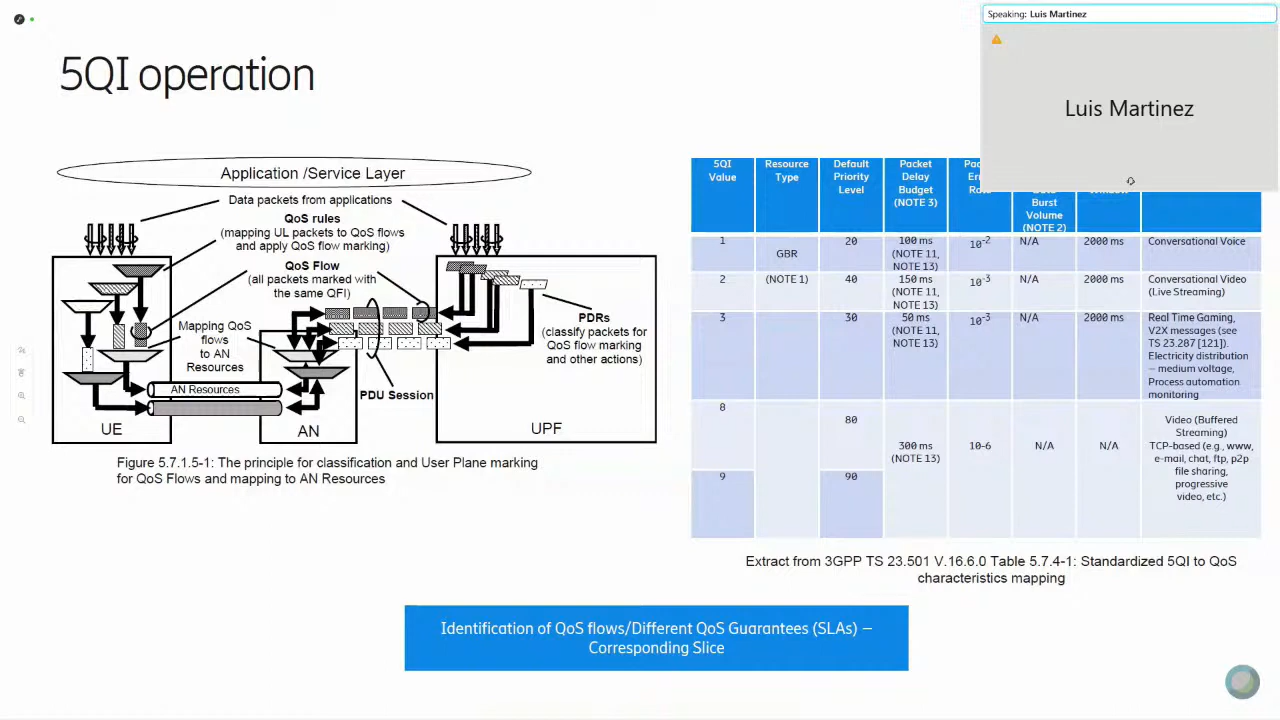 Speaking: Luis Martinez
Luis Martinez
5QI operation
Application /Service Layer
Data packets from applications
QoS rules
(mapping UL packets to QoS flows
and apply QoS flow marking)
QoS Flow
(all packets marked with
the same QFI)
Mapping QoS
flows
to AN
Resources
PDRs
(classify packets for
QoS flow marking
and other actions)
PDU Session
AN Resources
UE
AN
UPF
Figure 5.7.1.5-1: The principle for classification and User Plane marking
for QoS Flows and mapping to AN Resources
5QI
Value
Resource
Type
Default
Priority
Level
Packet
Delay
Budget
(NOTE 3)
Burst
Volume
(NOTE 2)
1
GBR
20
100 ms
(NOTE 11,
NOTE 13)
10-2
N/A
2000 ms
Conversational Voice
2
(NOTE 1)
40
150 ms
(NOTE 11,
NOTE 13)
10-3
N/A
2000 ms
Conversational Video
(Live Streaming)
3
30
50 ms
(NOTE 11,
NOTE 13)
10-3
N/A
2000 ms
Real Time Gaming,
V2X messages (see
TS 23.287 [121]).
Electricity distribution
– medium voltage,
Process automation
monitoring
8
80
300 ms
(NOTE 13)
10-6
N/A
N/A
Video (Buffered
Streaming)
TCP-based (e.g., www,
e-mail, chat, ftp, p2p
file sharing,
progressive
video, etc.)
9
90
Extract from 3GPP TS 23.501 V.16.6.0 Table 5.7.4-1: Standardized 5QI to QoS
characteristics mapping
Identification of QoS flows/Different QoS Guarantees (SLAs) –
Corresponding Slice